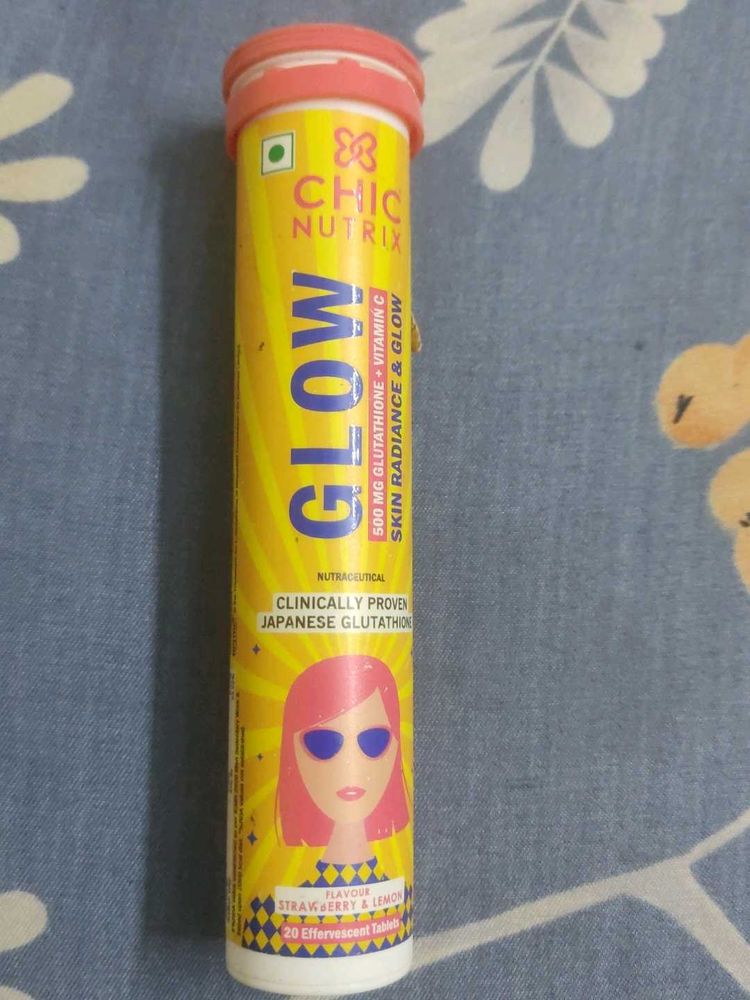 CHIC
NUTRIX
GLOW
500 MG GLUTATHIONE + VITAMIN C
SKIN RADIANCE & GLOW
NUTRACEUTICAL
CLINICALLY PROVEN
JAPANESE GLUTATHIONE
FLAVOUR
STRAWBERRY & LEMON
20 Effervescent Tablets